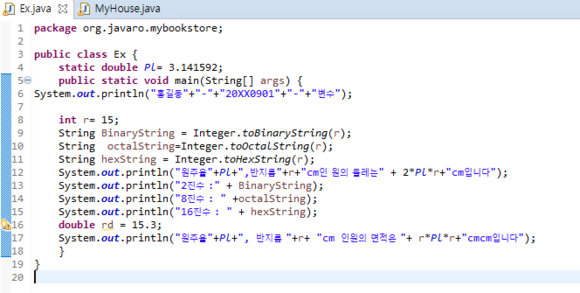 Ex.java MyHouse.java
1 package org.javaro.mybookstore;
2
3 public class Ex {
4 static double Pl= 3.141592;
5 public static void main(String[] args) {
6 System.out.println("홍길동"+"-"+"20XX0901"+"-"+"변수");
7
8 int r= 15;
9 String BinaryString = Integer.toBinaryString(r);
10 String octalString=Integer.toOctalString(r);
11 String hexString = Integer.toHexString(r);
12 System.out.println("원주율"+Pl+",반지름"+r+"cm인 원의 둘레는" + 2*Pl*r+"cm입니다");
13 System.out.println("2진수 :" + BinaryString);
14 System.out.println("8진수 : " +octalString);
15 System.out.println("16진수 : " + hexString);
16 double rd = 15.3;
17 System.out.println("원주율"+Pl+", 반지름 "+r+ "cm 인원의 면적은 "+ r*Pl*r+"cmcm입니다");
18 }
19 }
20